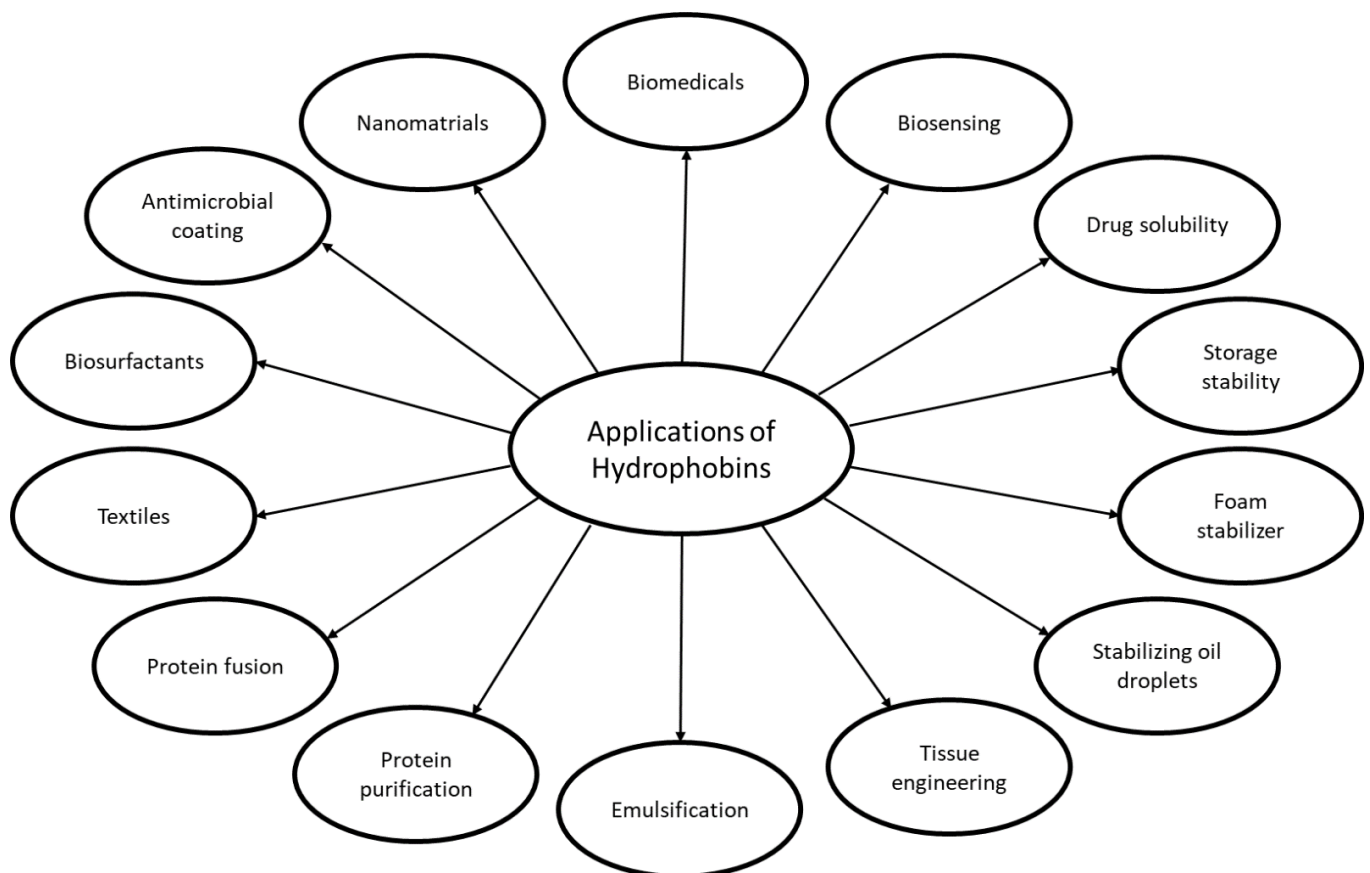 Biomedicals
Nanomatrials
Biosensing
Antimicrobial
coating
Drug solubility
Biosurfactants
Storage
stability
Applications of
Hydrophobins
Textiles
Foam
stabilizer
Protein fusion
Stabilizing oil
droplets
Protein
purification
Emulsification
Tissue
engineering